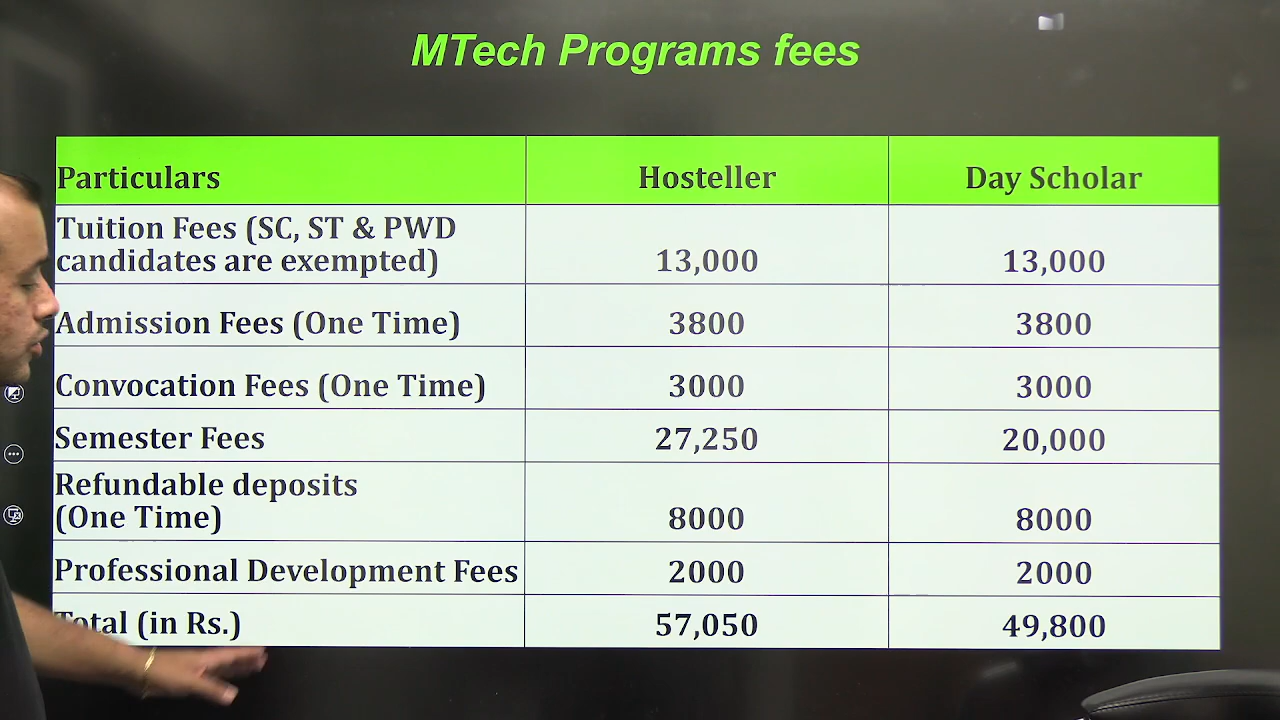 MTech Programs fees
Particulars Hosteller Day Scholar
Tuition Fees (SC, ST & PWD
candidates are exempted) 13,000 13,000
Admission Fees (One Time) 3800 3800
Convocation Fees (One Time) 3000 3000
Semester Fees 27,250 20,000
Refundable deposits
(One Time) 8000 8000
Professional Development Fees 2000 2000
Total (in Rs.) 57,050 49,800